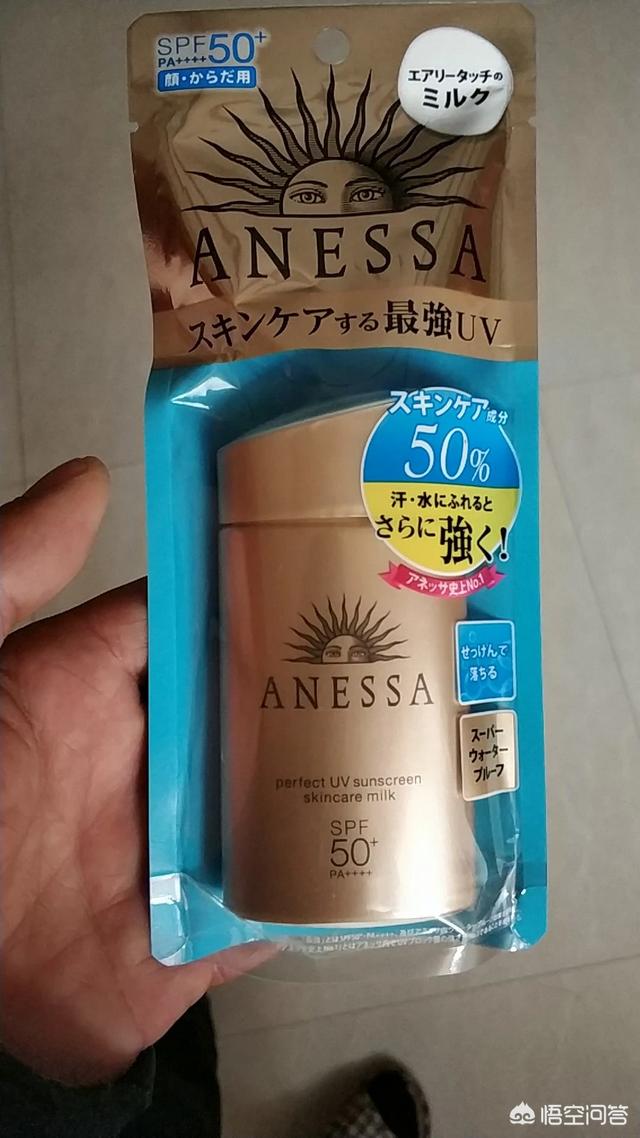 SPF50+
PA++++
顔・からだ用
エアリータッチの
ミルク
ANESSA
スキンケアする最強UV
スキンケア成分
50%
汗・水にふれると
さらに強く!
アネッサ史上No.1
せっけんで
落ちる
スーパー
ウォーター
プルーフ
ANESSA
perfect UV sunscreen
skincare milk
SPF
50+
PA++++
悟空问答